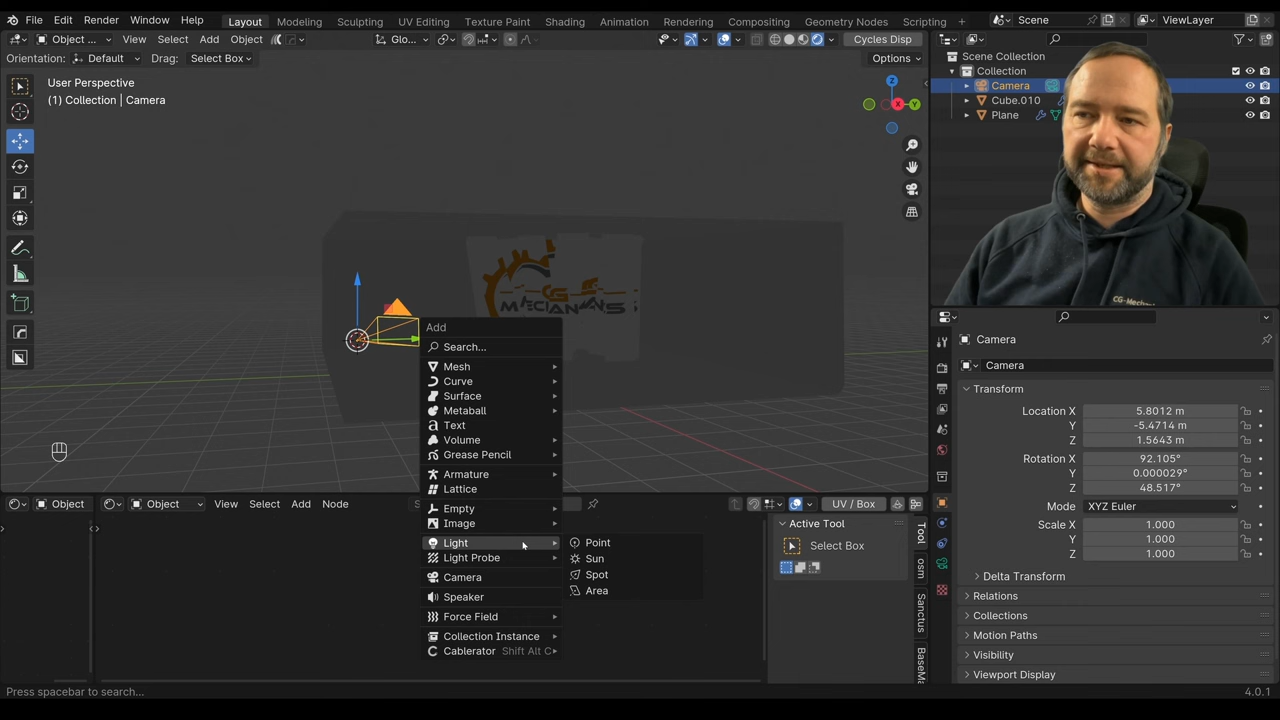 File Edit Render Window Help Layout Modeling Sculpting UV Editing Texture Paint Shading Animation Rendering Compositing Geometry Nodes Scripting + Scene ViewLayer
Object ... View Select Add Object Glo... Cycles Disp
Orientation: Default Drag: Select Box Options
User Perspective
(1) Collection | Camera
Z
X
Y
Scene Collection
Collection
Camera
Cube.010
Plane
CG
Add
Search...
Mesh
Curve
Surface
Metaball
Text
Volume
Grease Pencil
Armature
Lattice
Empty
Image
Light
Light Probe
Camera
Speaker
Force Field
Collection Instance
Cablerator Shift Alt C
Point
Sun
Spot
Area
Object Object View Select Add Node UV / Box
Active Tool
Select Box
Tool
osm
Sanctus
BaseMa
Camera
Camera
Transform
Location X 5.8012 m
Y -5.4714 m
Z 1.5643 m
Rotation X 92.105°
Y 0.000029°
Z 48.517°
Mode XYZ Euler
Scale X 1.000
Y 1.000
Z 1.000
Delta Transform
Relations
Collections
Motion Paths
Visibility
Viewport Display
Press spacebar to search...
4.0.1